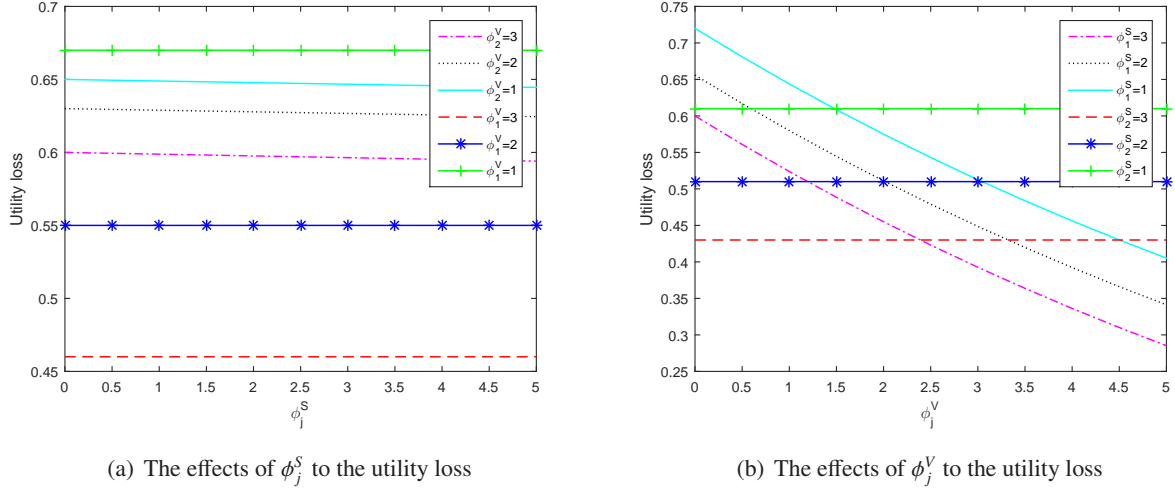 0.7
0.65
0.6
0.55
0.5
0.45
Utility loss
0 0.5 1 1.5 2 2.5 3 3.5 4 4.5 5
ϕ_j^S
ϕ_2^V=3
ϕ_2^V=2
ϕ_2^V=1
ϕ_1^V=3
ϕ_1^V=2
ϕ_1^V=1
(a) The effects of ϕ_j^S to the utility loss
0.75
0.7
0.65
0.6
0.55
0.5
0.45
0.4
0.35
0.3
0.25
Utility loss
0 0.5 1 1.5 2 2.5 3 3.5 4 4.5 5
ϕ_j^V
ϕ_1^S=3
ϕ_1^S=2
ϕ_1^S=1
ϕ_2^S=3
ϕ_2^S=2
ϕ_2^S=1
(b) The effects of ϕ_j^V to the utility loss